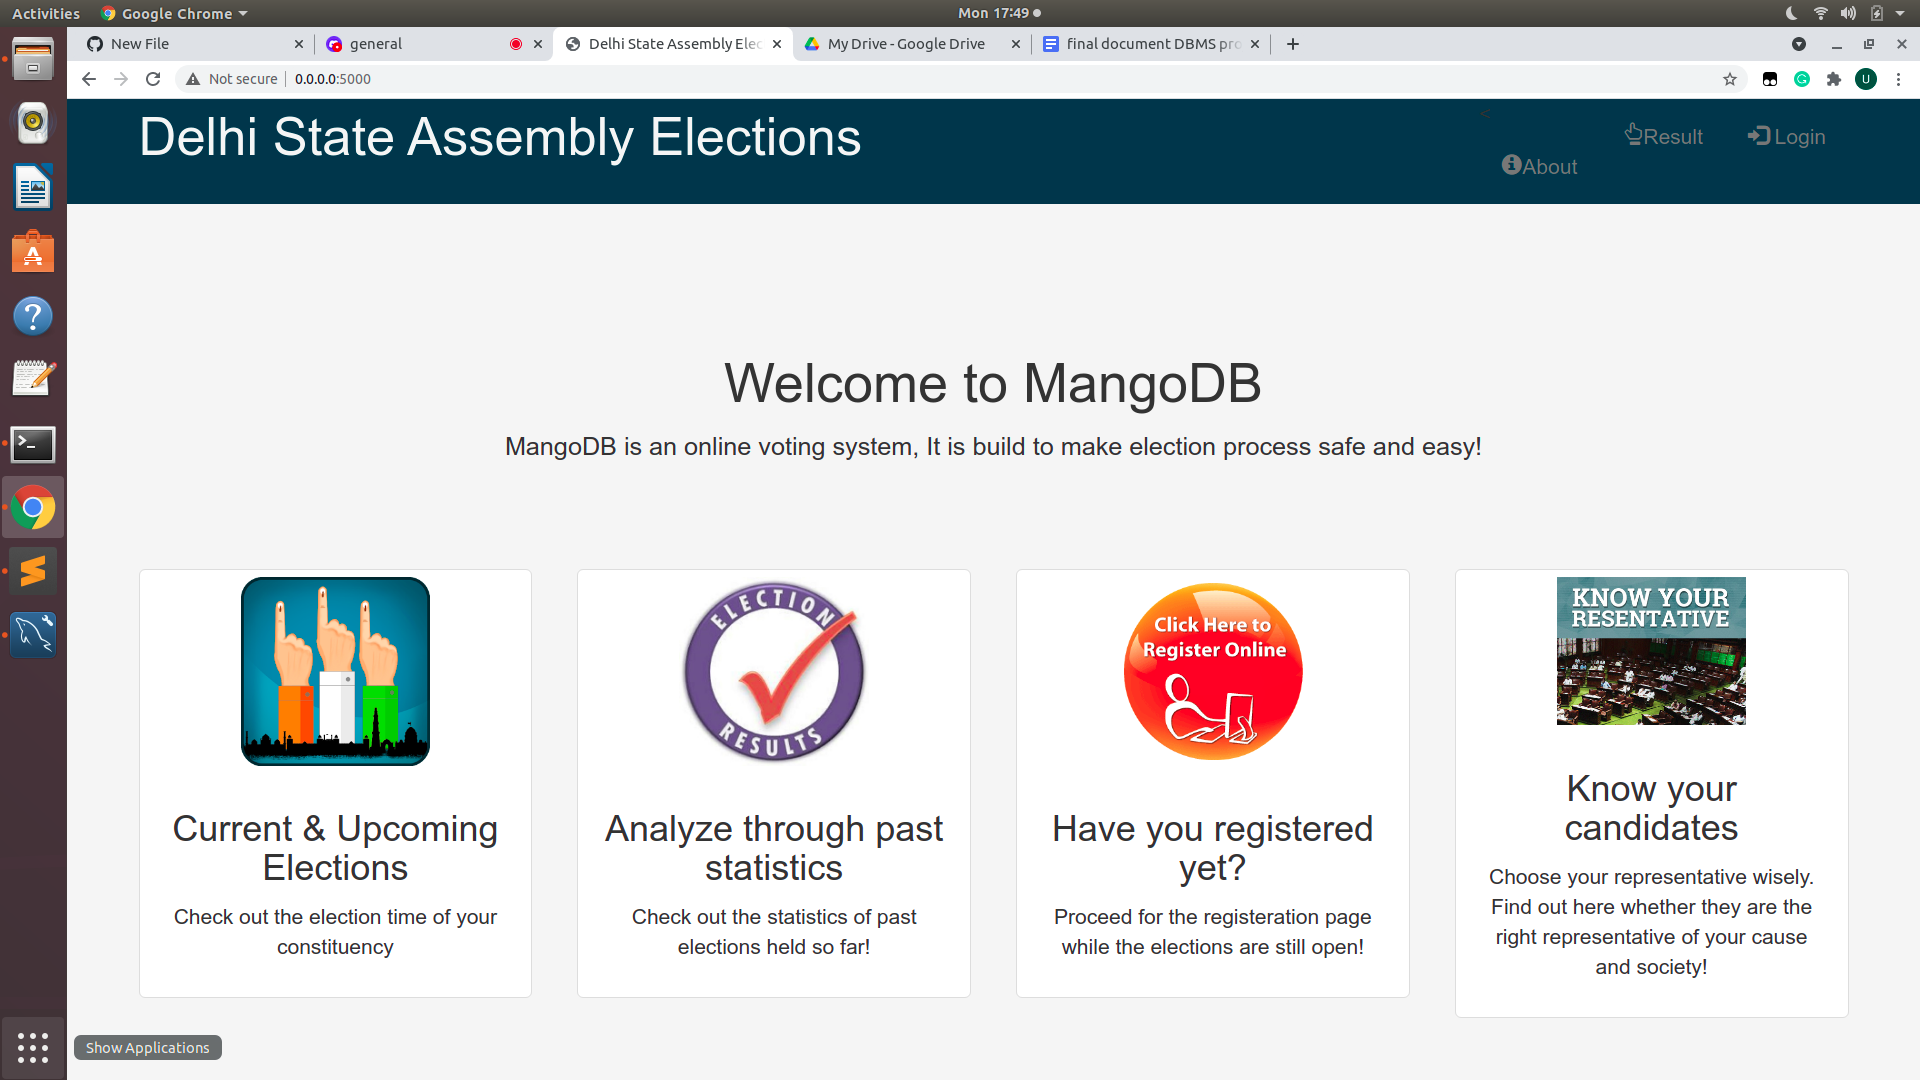 Activities
Google Chrome
Mon 17:49
New File
general
Delhi State Assembly Elec
My Drive - Google Drive
final document DBMS pro
Not secure
0.0.0.0:5000
U
Delhi State Assembly Elections
<
Result
Login
About
Welcome to MangoDB
MangoDB is an online voting system, It is build to make election process safe and easy!
ELECTION
RESULTS
Click Here to
Register Online
KNOW YOUR
RESENTATIVE
Current & Upcoming
Elections
Check out the election time of your
constituency
Analyze through past
statistics
Check out the statistics of past
elections held so far!
Have you registered
yet?
Proceed for the registeration page
while the elections are still open!
Know your
candidates
Choose your representative wisely.
Find out here whether they are the
right representative of your cause
and society!
Show Applications